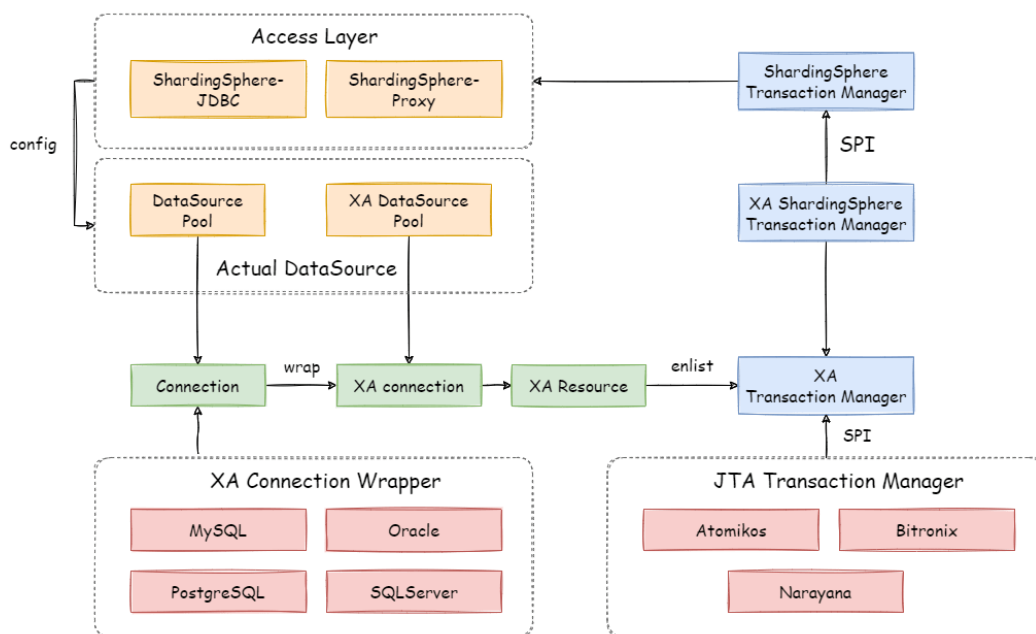 Access Layer
ShardingSphere-
JDBC
ShardingSphere-
Proxy
ShardingSphere
Transaction Manager
config
SPI
DataSource
Pool
XA DataSource
Pool
XA ShardingSphere
Transaction Manager
Actual DataSource
Connection
wrap
XA connection
XA Resource
enlist
XA
Transaction Manager
SPI
XA Connection Wrapper
MySQL
Oracle
PostgreSQL
SQLServer
JTA Transaction Manager
Atomikos
Bitronix
Narayana